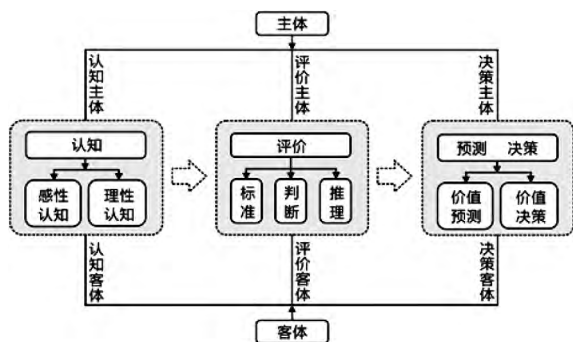 主体
认知主体
评价主体
决策主体
认知
评价
预测 决策
感性
认知
理性
认知
标准
判断
推理
价值
预测
价值
决策
认知客体
评价客体
决策客体
客体